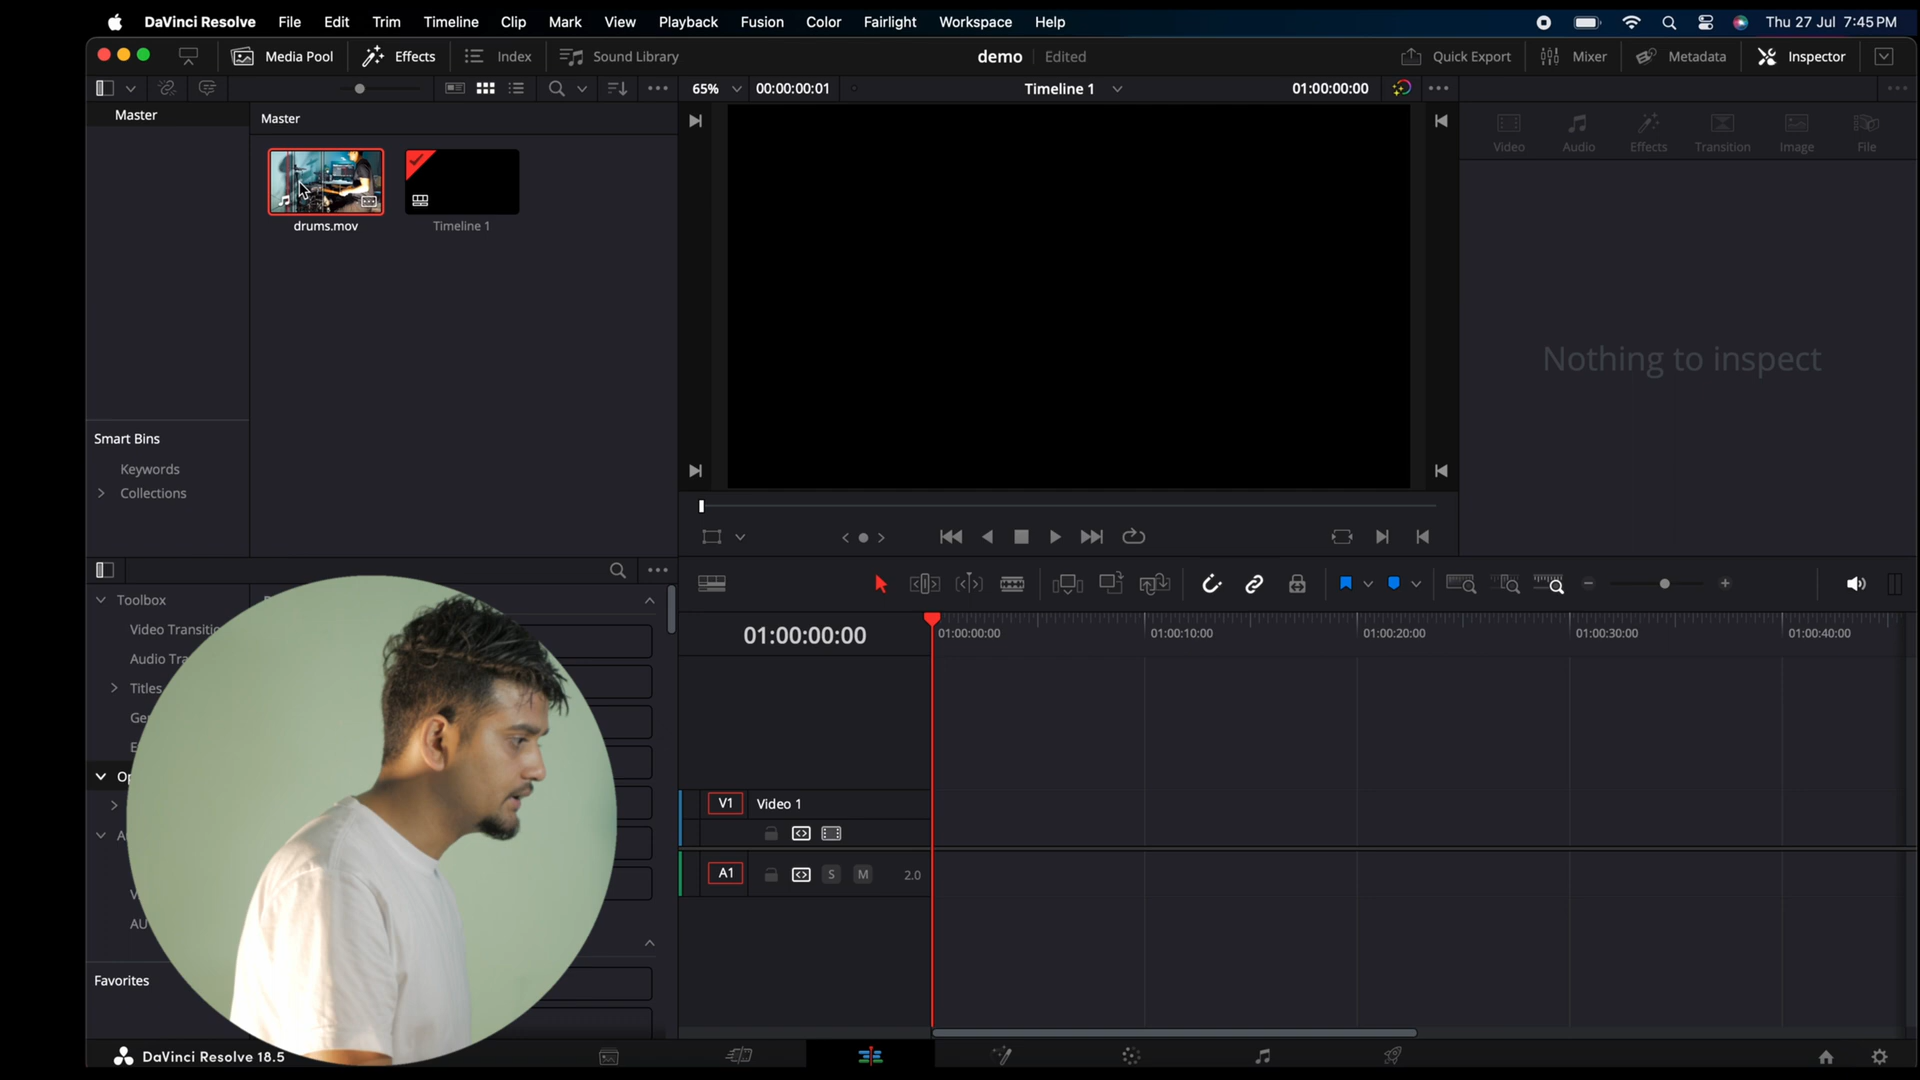 DaVinci Resolve File Edit Trim Timeline Clip Mark View Playback Fusion Color Fairlight Workspace Help Thu 27 Jul 7:45 PM
Media Pool Effects Index Sound Library demo Edited Quick Export Mixer Metadata Inspector
65% 00:00:00:01 Timeline 1 01:00:00:00
Master Master
Video Audio Effects Transition Image File
drums.mov Timeline 1
Nothing to inspect
Smart Bins
Keywords
Collections
Toolbox
Video Transitio
Audio Tra
Titles
01:00:00:00 01:00:00:00 01:00:10:00 01:00:20:00 01:00:30:00 01:00:40:00
V1 Video 1
A1 S M 2.0
AU
Favorites
DaVinci Resolve 18.5